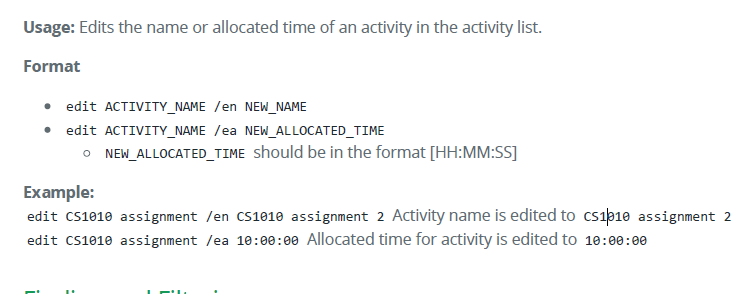 Usage: Edits the name or allocated time of an activity in the activity list.
Format
edit ACTIVITY_NAME /en NEW_NAME
edit ACTIVITY_NAME /ea NEW_ALLOCATED_TIME
NEW_ALLOCATED_TIME should be in the format [HH:MM:SS]
Example:
edit CS1010 assignment /en CS1010 assignment 2 Activity name is edited to CS1010 assignment 2
edit CS1010 assignment /ea 10:00:00 Allocated time for activity is edited to 10:00:00